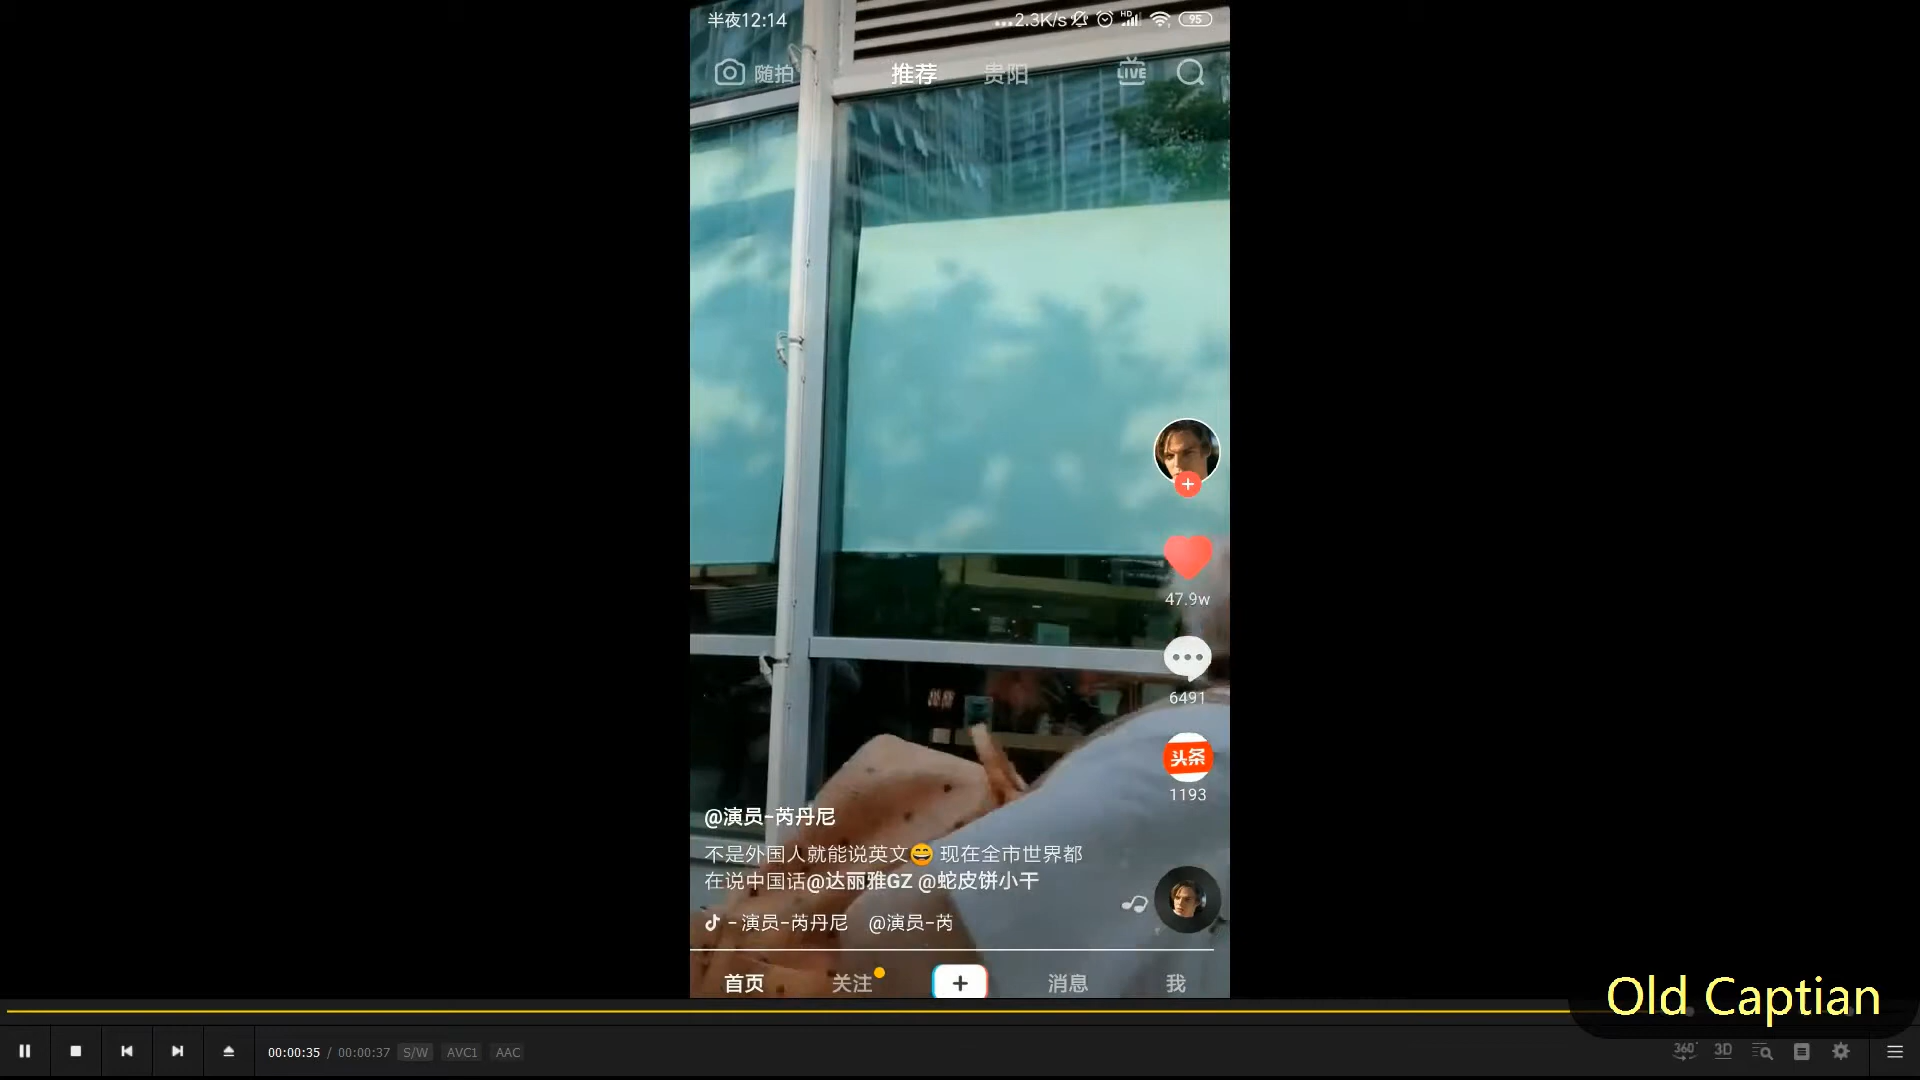 半夜12:14
...2.3K/s
HD
95
随拍
推荐
贵阳
LIVE
47.9w
6491
头条
1193
@演员-芮丹尼
不是外国人就能说英文😄 现在全市世界都
在说中国话@达丽雅GZ @蛇皮饼小干
- 演员-芮丹尼 @演员-芮
首页
关注
消息
我
Old Captian
00:00:35 / 00:00:37 S/W AVC1 AAC
360°
3D